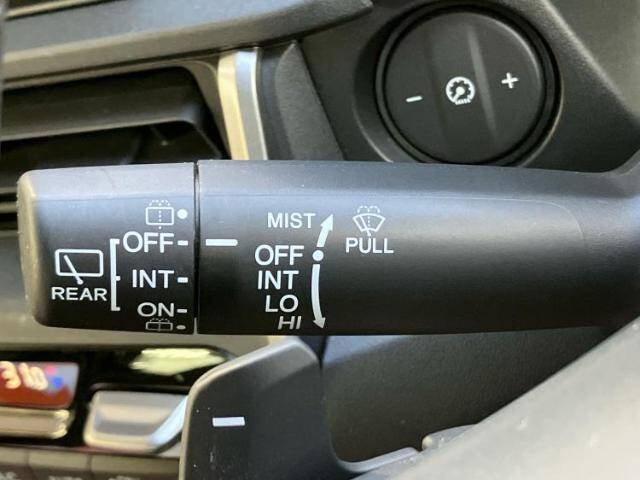 MIST
OFF
INT
LO
HI
PULL
REAR
OFF
INT
ON
- +